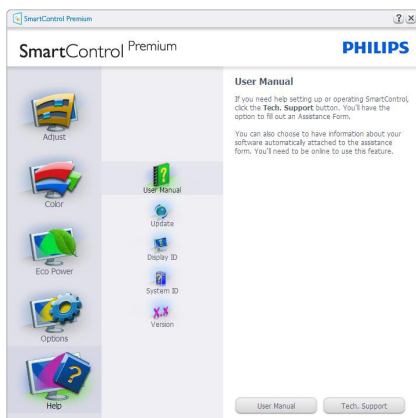 SmartControl Premium
SmartControl Premium
PHILIPS
Adjust
Color
Eco Power
Options
Help
User Manual
Update
Display ID
System ID
X.X
Version
User Manual
If you need help setting up or operating SmartControl,
click the Tech. Support button. You'll have the
option to fill out an Assistance Form.
You can also choose to have information about your
software automatically attached to the assistance
form. You'll need to be online to use this feature.
User Manual
Tech. Support